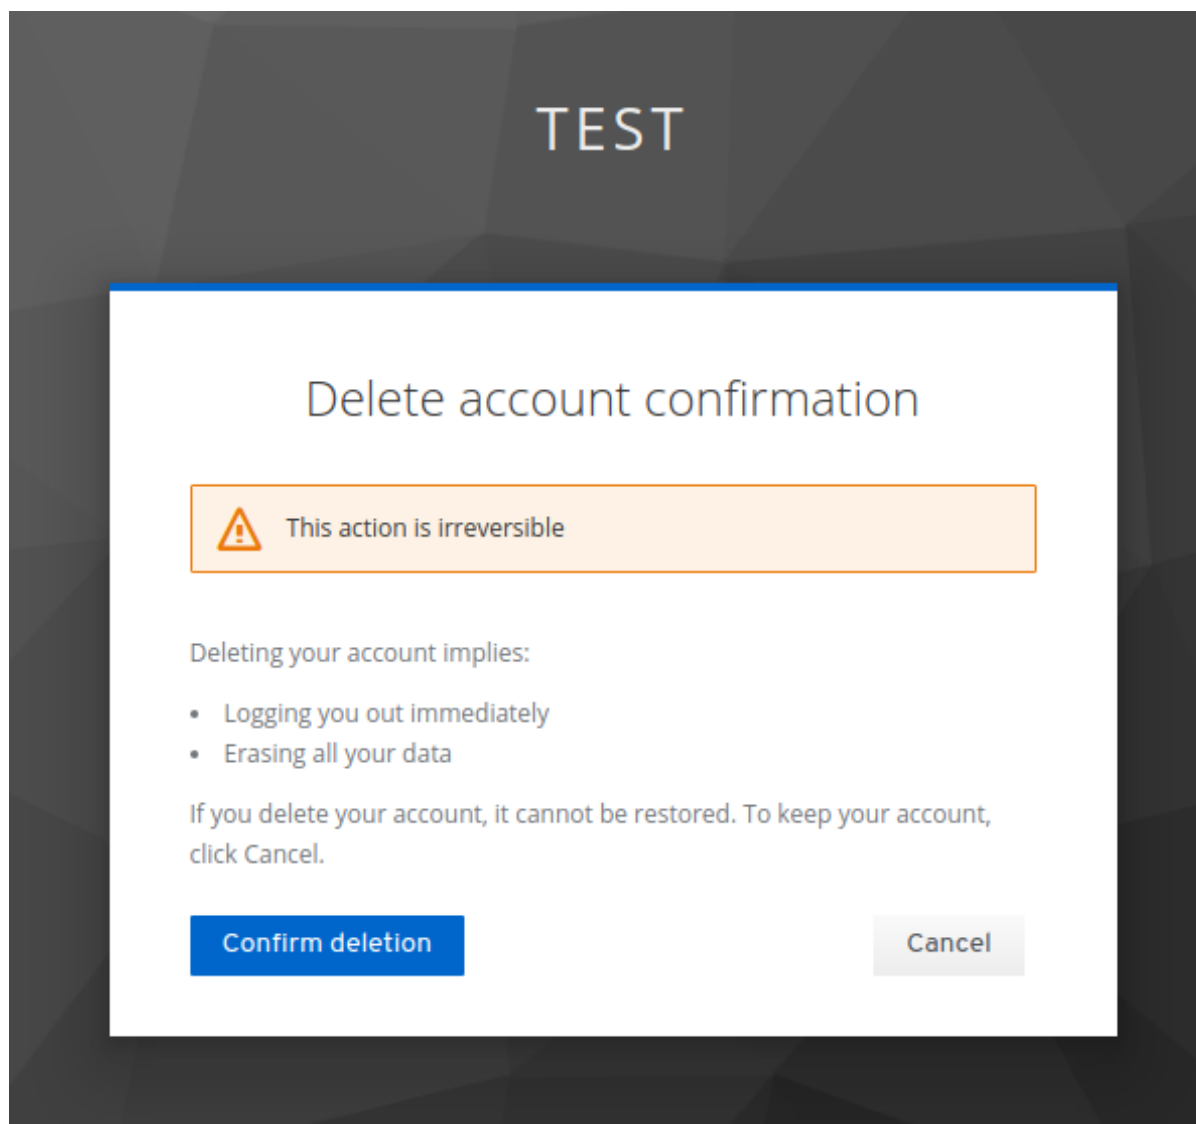 TEST
Delete account confirmation
This action is irreversible
Deleting your account implies:
• Logging you out immediately
• Erasing all your data
If you delete your account, it cannot be restored. To keep your account,
click Cancel.
Confirm deletion
Cancel